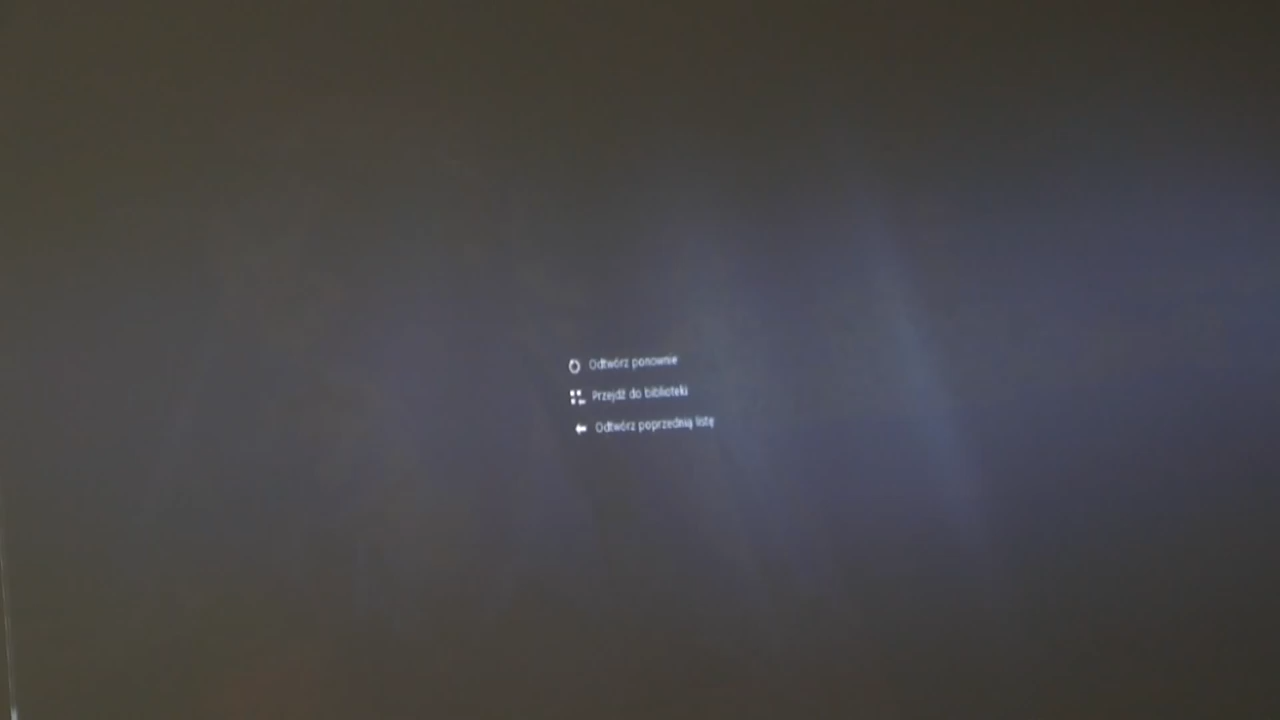 Odtwórz ponownie
Przejdź do biblioteki
Odtwórz poprzednią listę